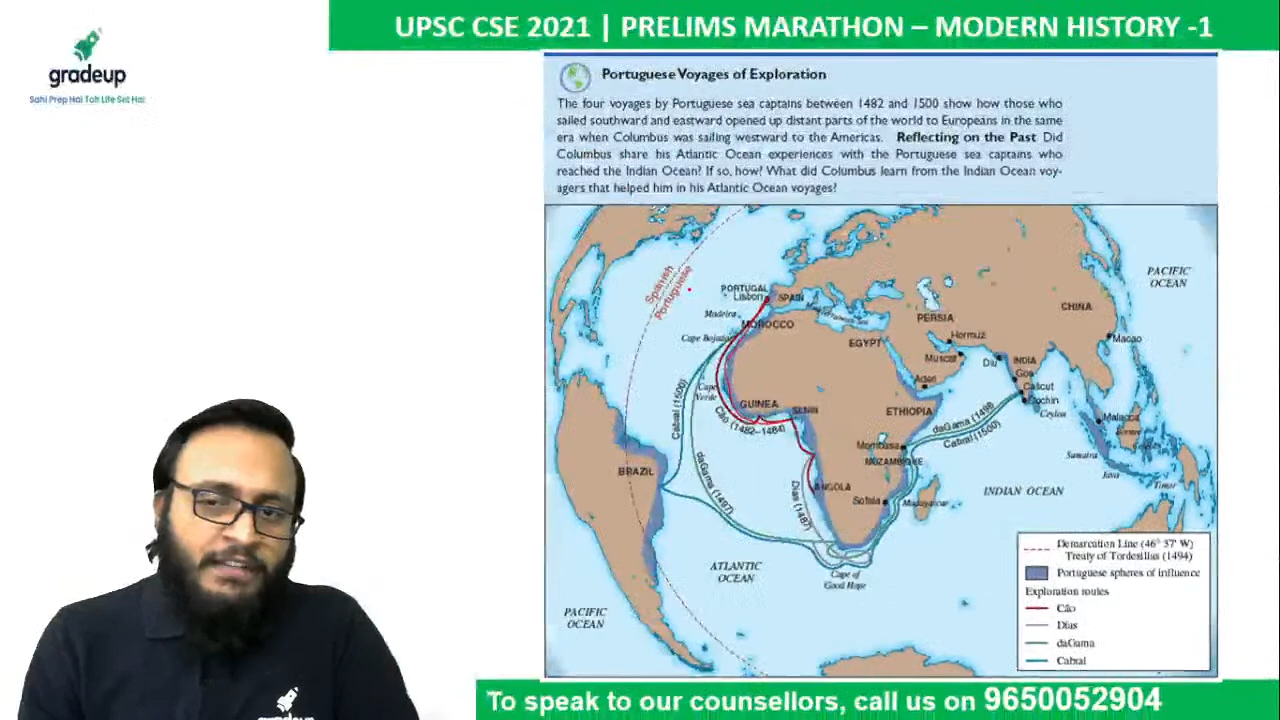 UPSC CSE 2021 | PRELIMS MARATHON – MODERN HISTORY -1
gradeup
Sahi Prep Hai Toh Life Set Hai
Portuguese Voyages of Exploration
The four voyages by Portuguese sea captains between 1482 and 1500 show how those who
sailed southward and eastward opened up distant parts of the world to Europeans in the same
era when Columbus was sailing westward to the Americas. Reflecting on the Past Did
Columbus share his Atlantic Ocean experiences with the Portuguese sea captains who
reached the Indian Ocean? If so, how? What did Columbus learn from the Indian Ocean voy-
agers that helped him in his Atlantic Ocean voyages?
Spanish
Portuguese
PACIFIC
OCEAN
PORTUGAL
Lisbon
SPAIN
Mediterranean Sea
Madeira
MOROCCO
Cape Bojador
EGYPT
PERSIA
Hormuz
Muscat
CHINA
Macao
Diu
INDIA
Goa
Calicut
Cochin
Ceylon
Aden
Cape
Verde
GUINEA
BENIN
ETHIOPIA
Cabral (1500)
Cão (1482–1484)
daGama (1498)
Cabral (1500)
Malacca
Borneo
Sumatra
Java
Timor
Mombasa
MOZAMBIQUE
BRAZIL
daGama (1497)
Dias (1487)
ANGOLA
Sofala
Madagascar
INDIAN OCEAN
ATLANTIC
OCEAN
Cape of
Good Hope
PACIFIC
OCEAN
Demarcation Line (46° 37' W)
Treaty of Tordesillas (1494)
Portuguese spheres of influence
Exploration routes
Cão
Dias
daGama
Cabral
gradeup
To speak to our counsellors, call us on 9650052904